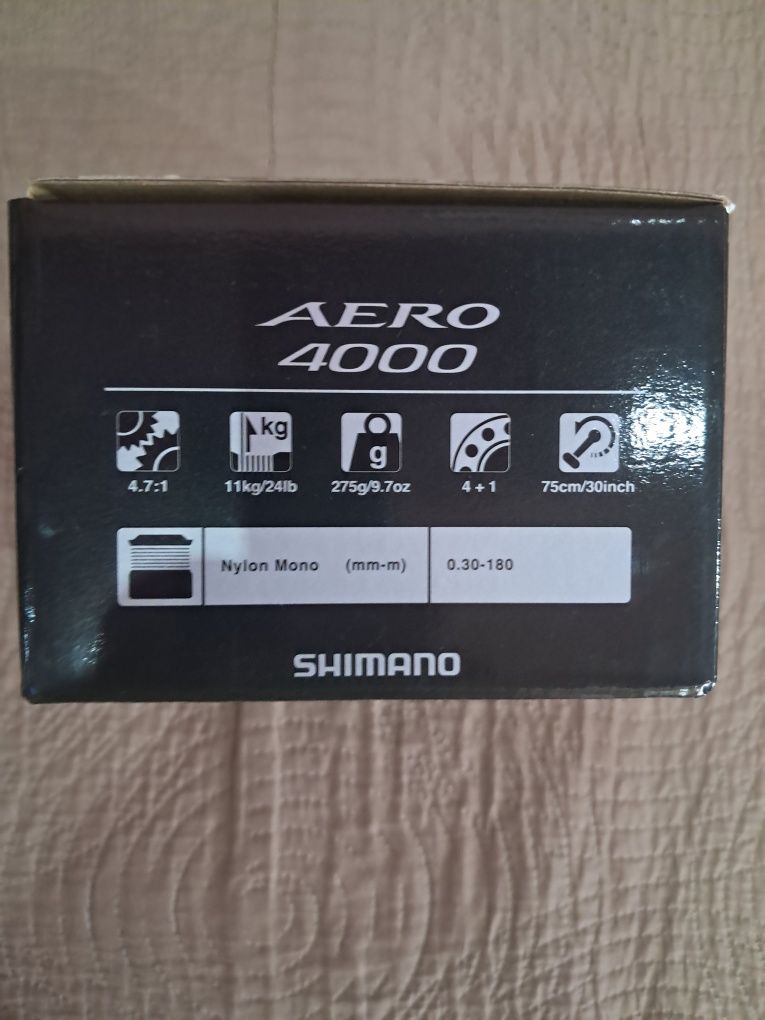 AERO
4000
kg
g
4.7:1 11kg/24lb 275g/9.7oz 4 + 1 75cm/30inch
Nylon Mono (mm-m) 0.30-180
SHIMANO